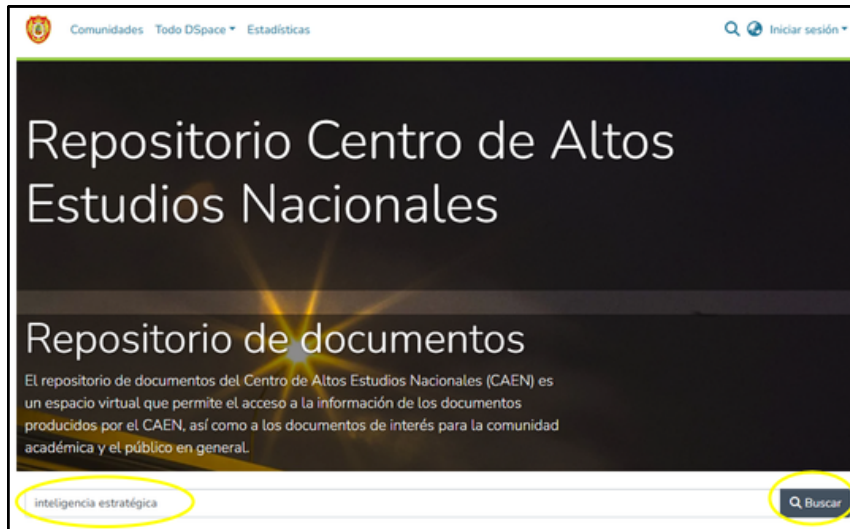 Comunidades Todo DSpace Estadísticas Iniciar sesión
Repositorio Centro de Altos
Estudios Nacionales
Repositorio de documentos
El repositorio de documentos del Centro de Altos Estudios Nacionales (CAEN) es
un espacio virtual que permite el acceso a la información de los documentos
producidos por el CAEN, así como a los documentos de interés para la comunidad
académica y el público en general.
inteligencia estratégica Buscar